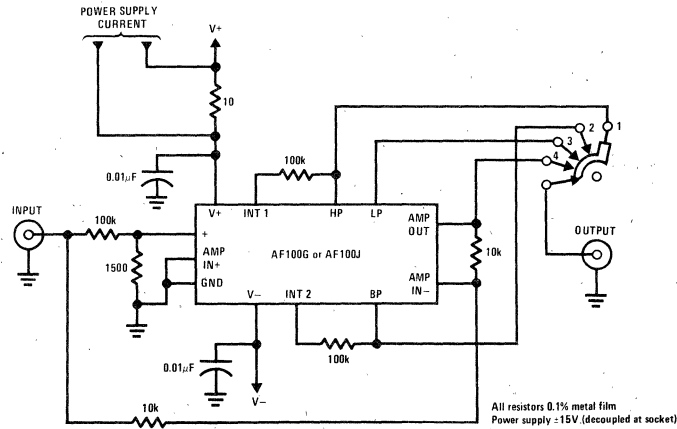 POWER SUPPLY
CURRENT
V+
10
0.01μF
100k
2
1
3
4
INPUT
100k
V+
INT 1
HP
LP
AMP
OUT
+
1500
AMP
IN+
GND
AF100G or AF100J
10k
OUTPUT
AMP
IN-
V-
INT 2
BP
0.01μF
100k
V-
10k
All resistors 0.1% metal film
Power supply ±15V (decoupled at socket)